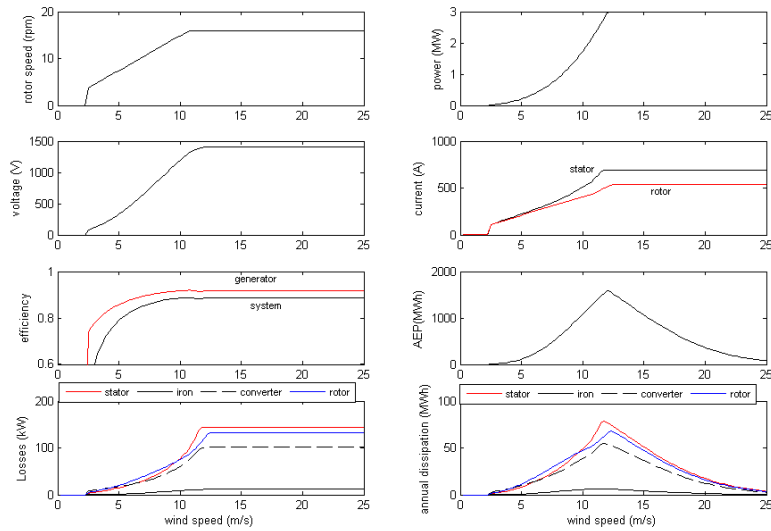 20
10
0
rotor speed (rpm)
0 5 10 15 20 25
3
2
1
0
power (MW)
0 5 10 15 20 25
1500
1000
500
0
voltage (V)
0 5 10 15 20 25
1000
500
0
current (A)
stator
rotor
0 5 10 15 20 25
1
0.8
0.6
efficiency
generator
system
0 5 10 15 20 25
2000
1000
0
AEP(MWh)
0 5 10 15 20 25
stator iron converter rotor
200
100
0
Losses (kW)
0 5 10 15 20 25
wind speed (m/s)
stator iron converter rotor
100
50
0
annual dissipation (MWh)
0 5 10 15 20 25
wind speed (m/s)